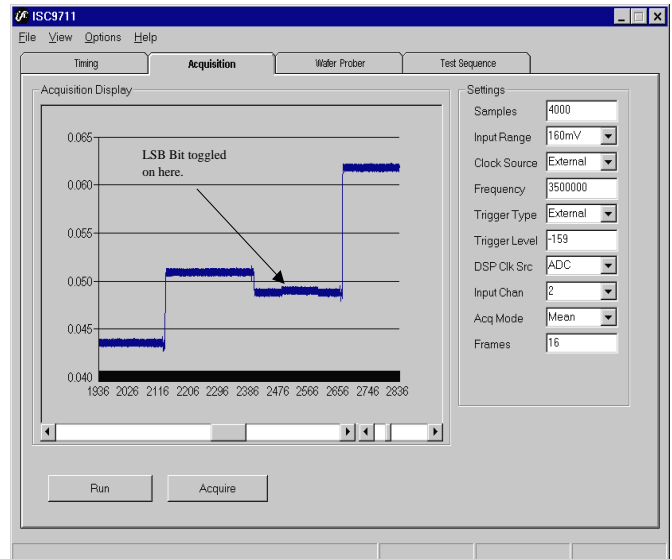 ISC9711
File View Options Help
Timing Acquisition Wafer Prober Test Sequence
Acquisition Display
0.065
0.060
0.055
0.050
0.045
0.040
LSB Bit toggled
on here.
1936 2026 2116 2206 2296 2386 2476 2566 2656 2746 2836
Run Acquire
Settings
Samples 4000
Input Range 160mV
Clock Source External
Frequency 3500000
Trigger Type External
Trigger Level -159
DSP Clk Src ADC
Input Chan 2
Acq Mode Mean
Frames 16